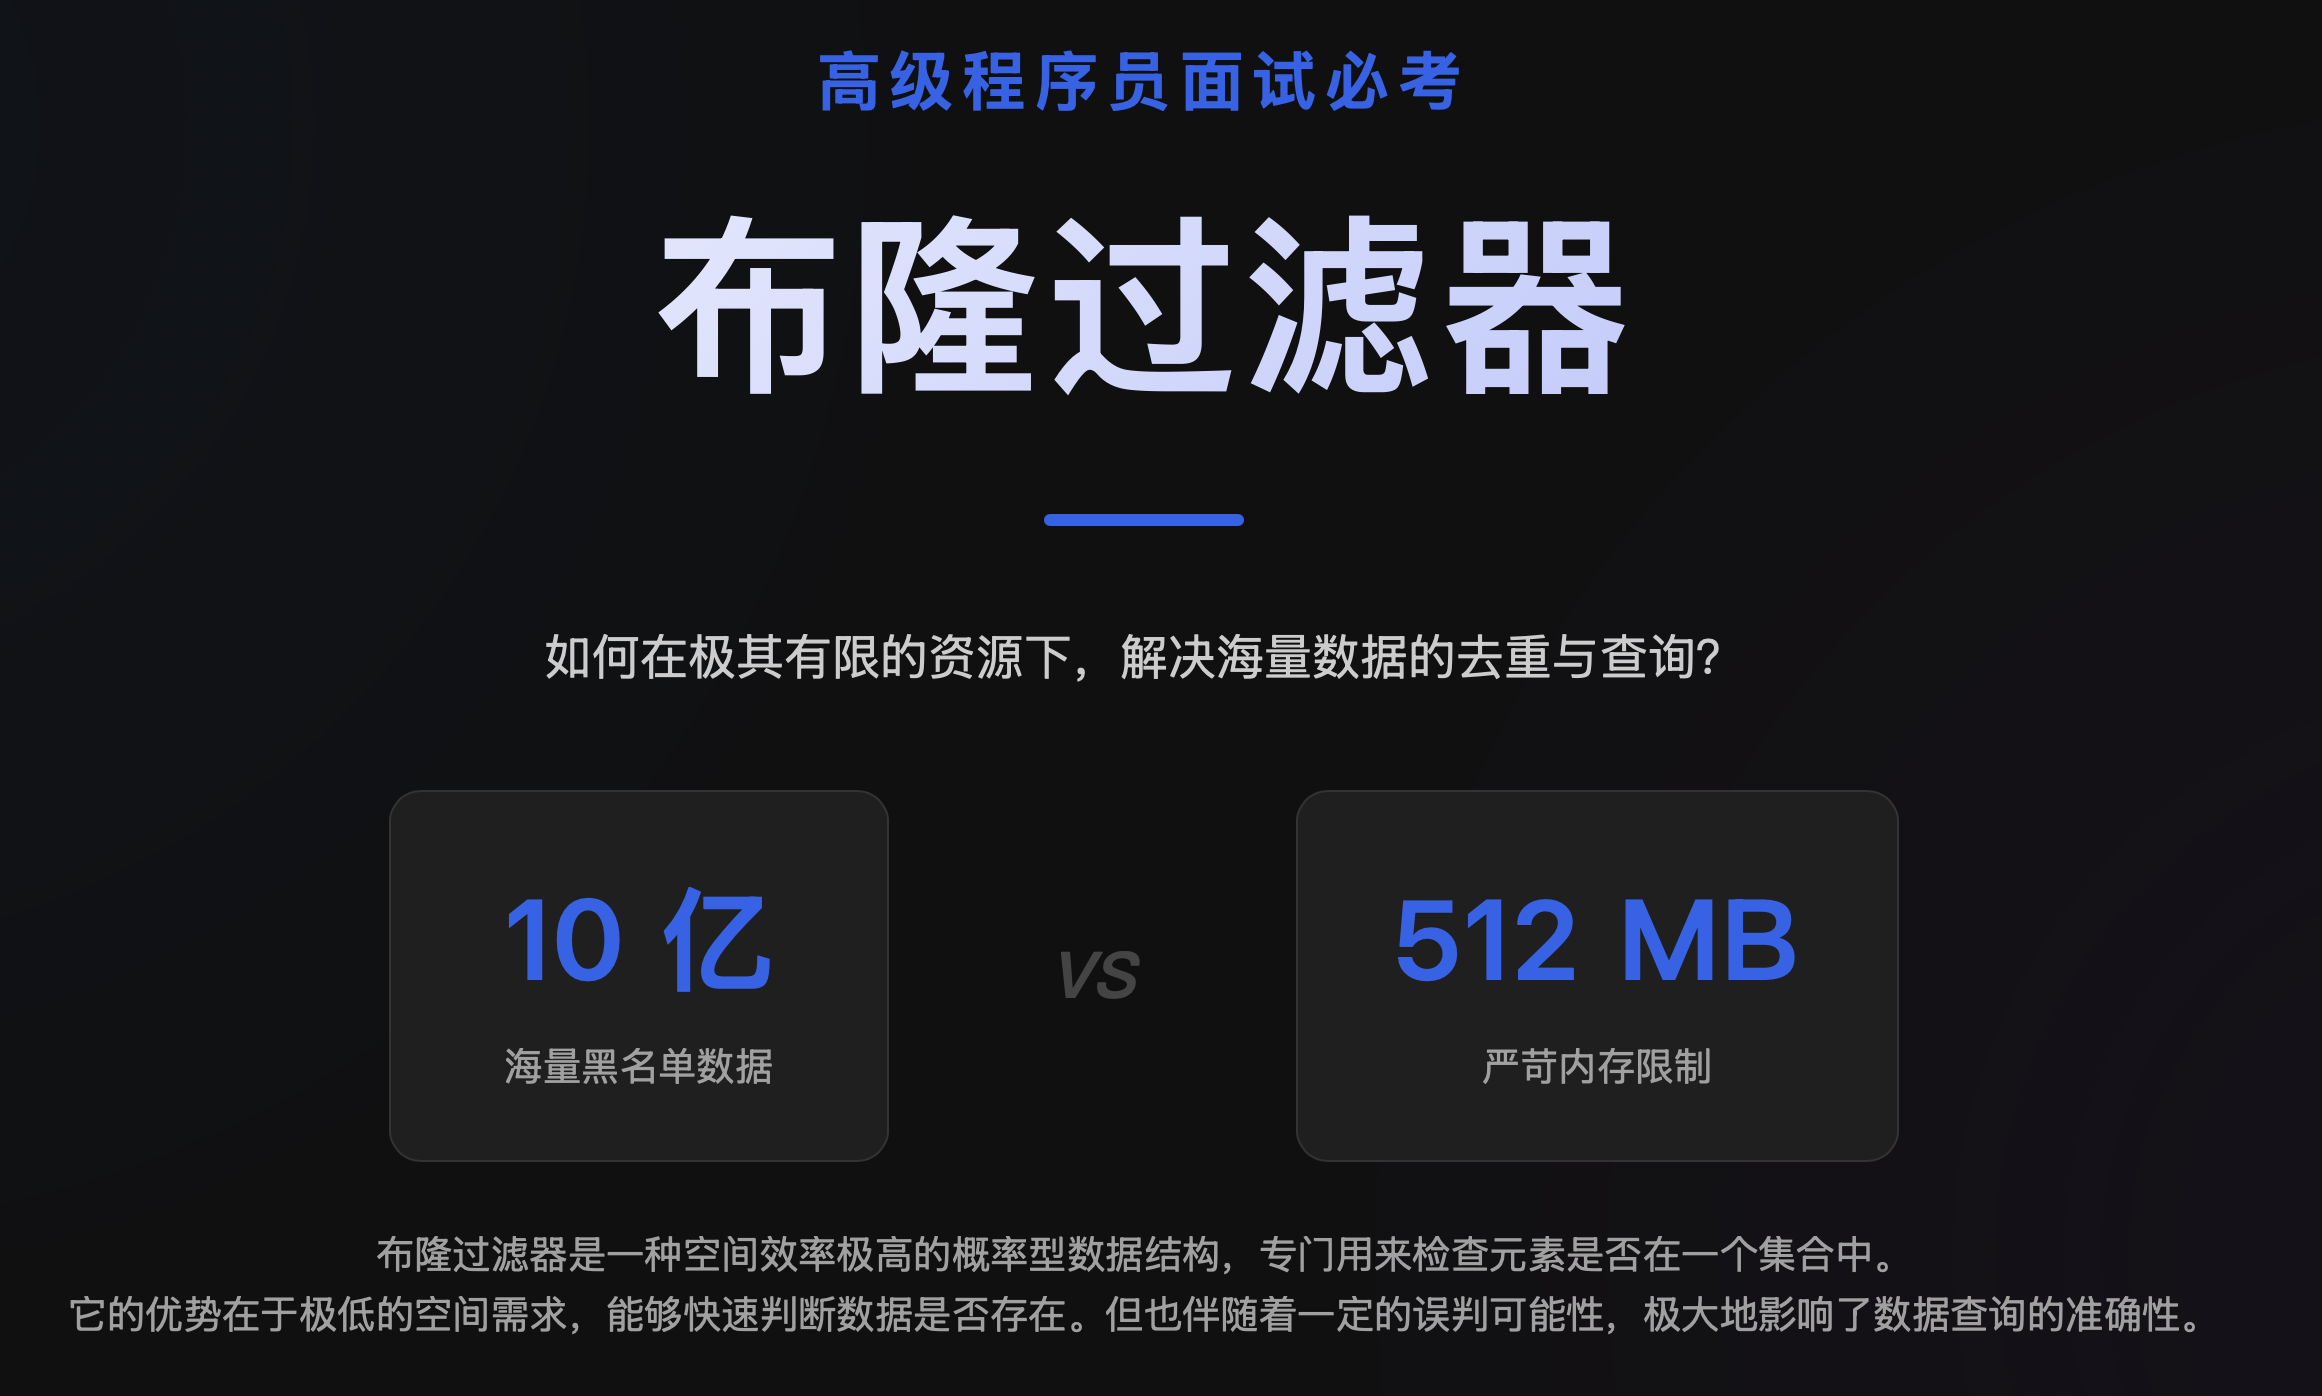 高级程序员面试必考
布隆过滤器
如何在极其有限的资源下，解决海量数据的去重与查询？
10 亿
海量黑名单数据
VS
512 MB
严苛内存限制
布隆过滤器是一种空间效率极高的概率型数据结构，专门用来检查元素是否在一个集合中。
它的优势在于极低的空间需求，能够快速判断数据是否存在。但也伴随着一定的误判可能性，极大地影响了数据查询的准确性。